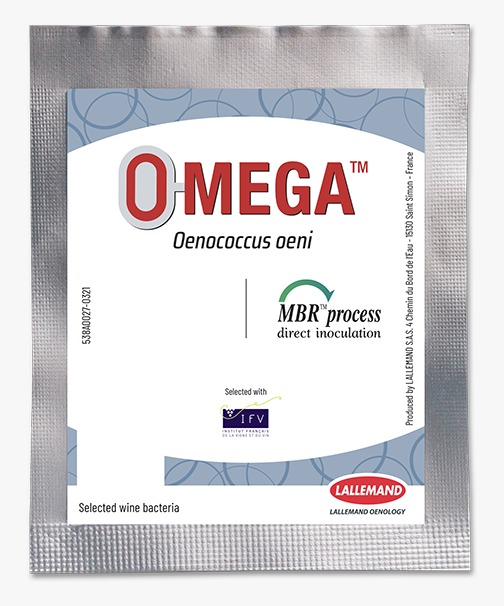 O-MEGA™
Oenococcus oeni
538A0027-0321
MBR™ process
direct inoculation
Produced by LALLEMAND S.A.S. 4 Chemin du Bord de l'Eau - 15130 Saint Simon - France
Selected with
IFV
INSTITUT FRANÇAIS
DE LA VIGNE ET DU VIN
Selected wine bacteria
LALLEMAND
LALLEMAND OENOLOGY